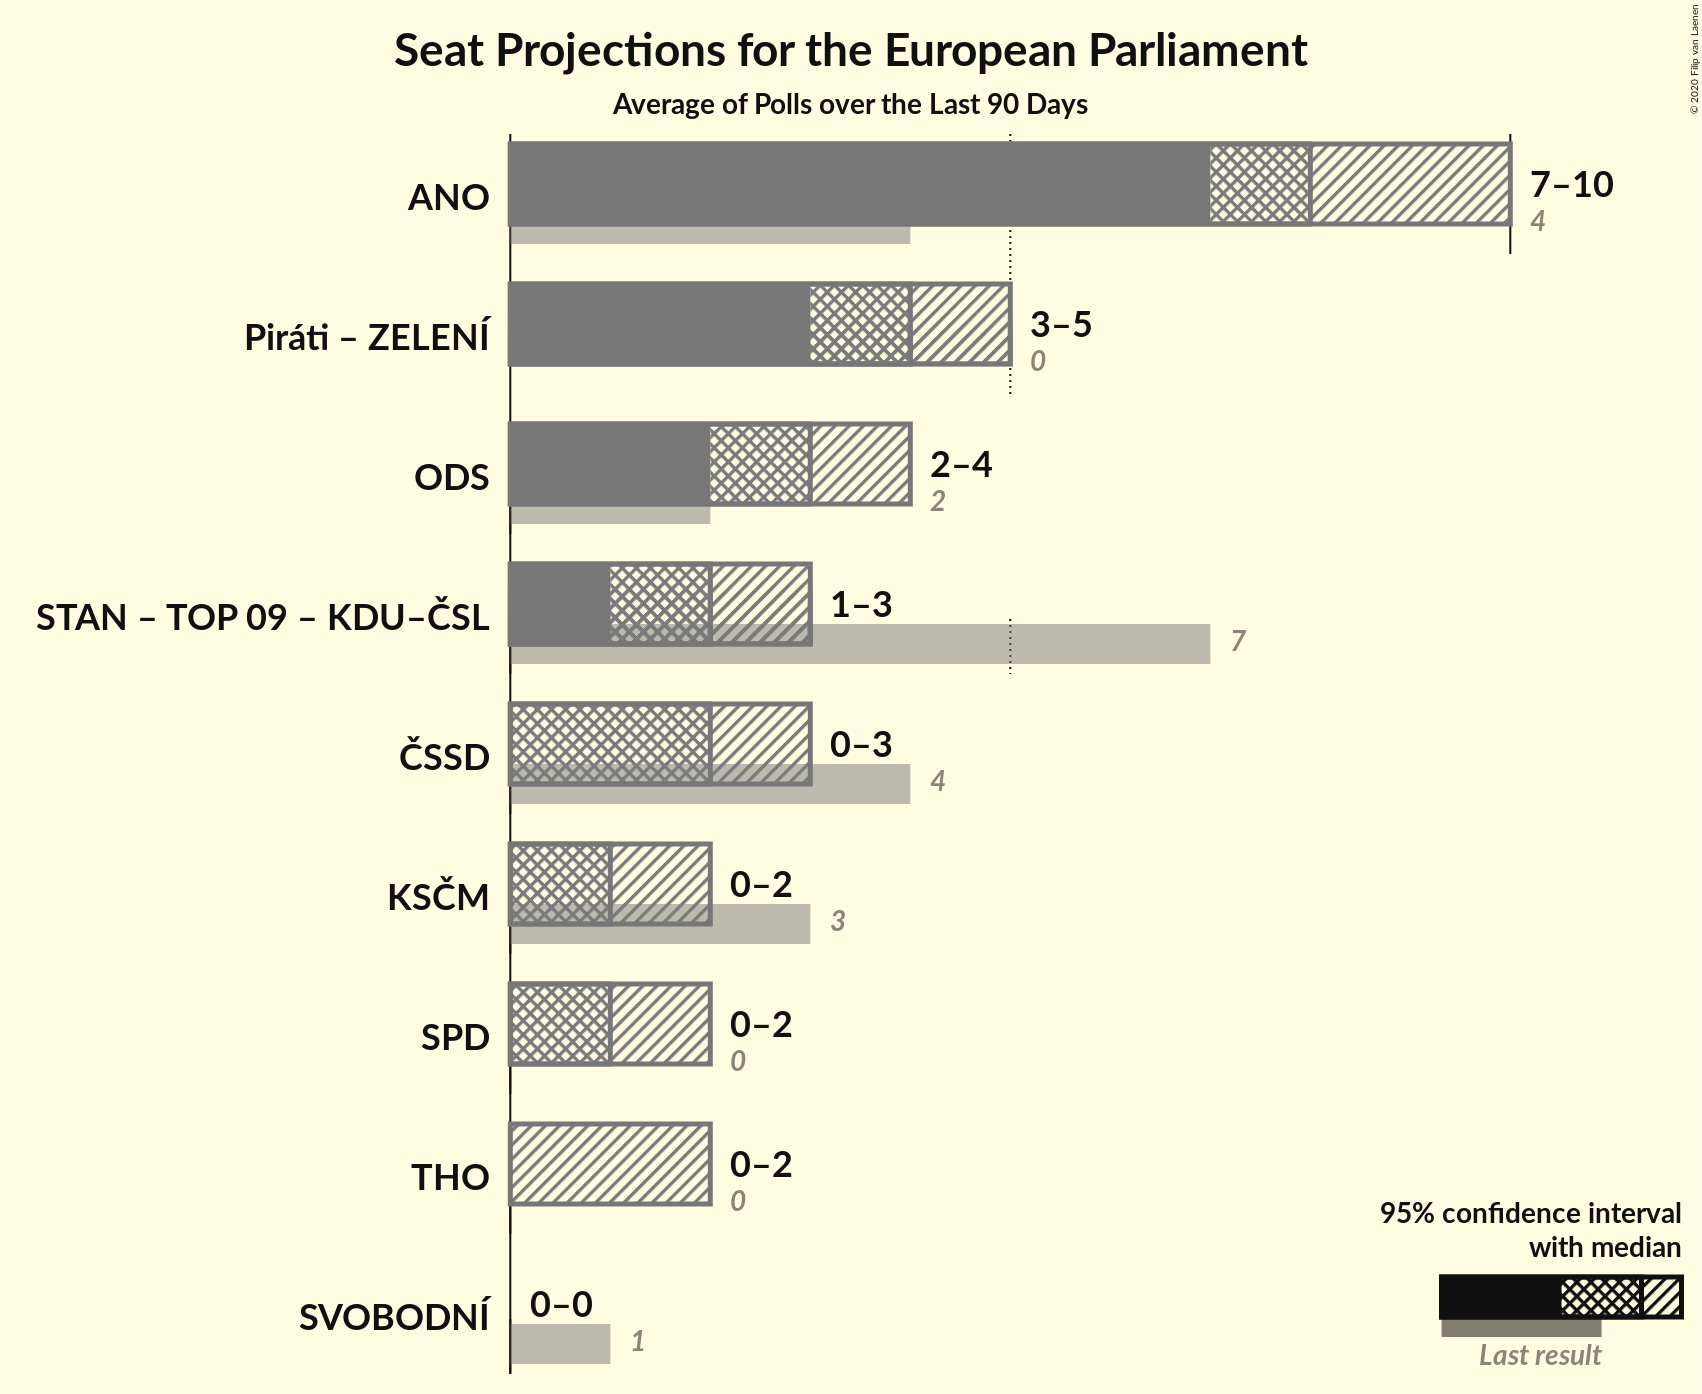 Seat Projections for the European Parliament
Average of Polls over the Last 90 Days
© 2020 Filip van Laenen
ANO
7–10
4
Piráti – ZELENÍ
3–5
0
ODS
2–4
2
STAN – TOP 09 – KDU–ČSL
1–3
7
ČSSD
0–3
4
KSČM
0–2
3
SPD
0–2
0
THO
0–2
0
SVOBODNÍ
0–0
1
95% confidence interval
with median
Last result